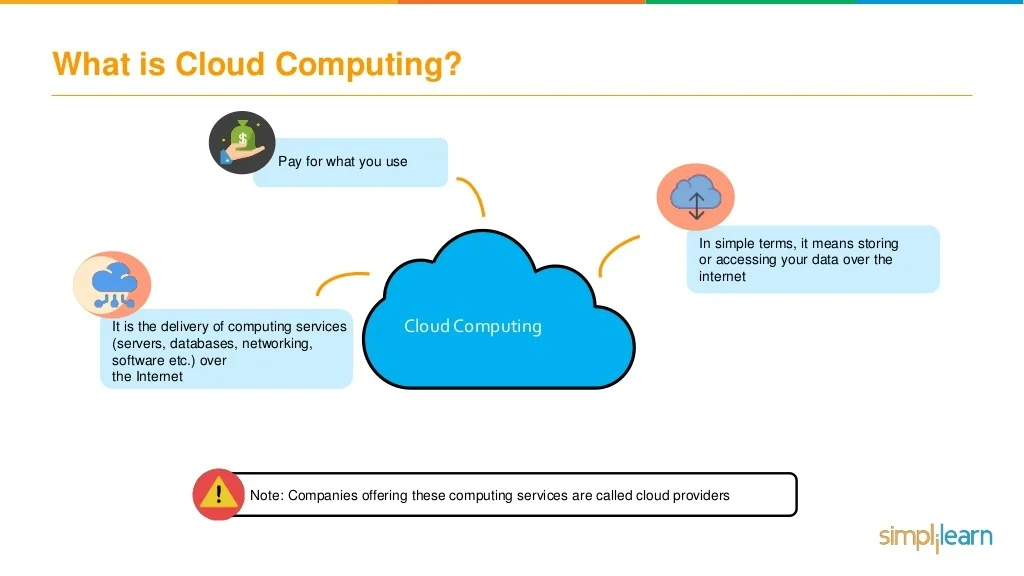 What is Cloud Computing?
Pay for what you use
In simple terms, it means storing
or accessing your data over the
internet
It is the delivery of computing services
(servers, databases, networking,
software etc.) over
the Internet
Cloud Computing
Note: Companies offering these computing services are called cloud providers
simplilearn